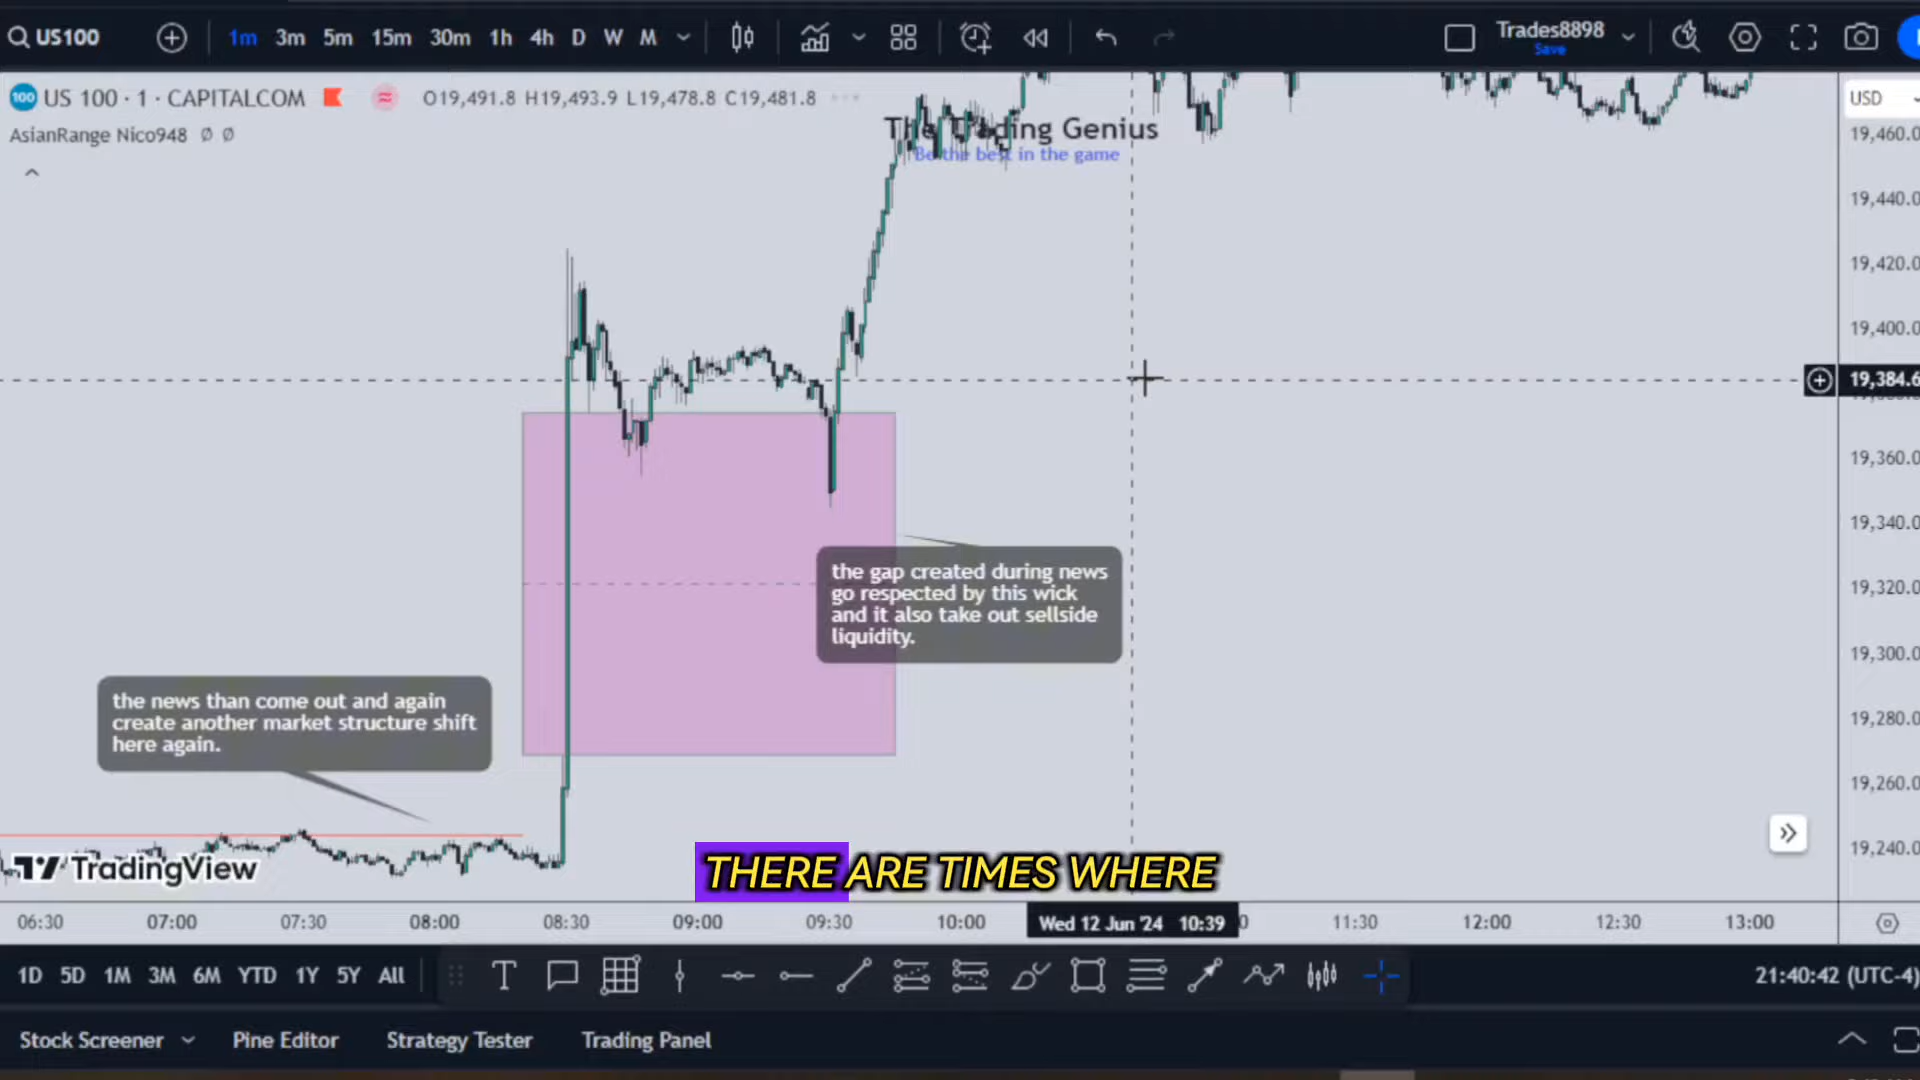 US100 1m 3m 5m 15m 30m 1h 4h D W M Trades8898
Save
100 US 100 · 1 · CAPITALCOM O19,491.8 H19,493.9 L19,478.8 C19,481.8
AsianRange Nico948
The Trading Genius
Be the best in the game
USD
19,460.0
19,440.0
19,420.0
19,400.0
19,384.6
19,360.0
19,340.0
19,320.0
19,300.0
19,280.0
19,260.0
19,240.0
the gap created during news
go respected by this wick
and it also take out sellside
liquidity.
the news than come out and again
create another market structure shift
here again.
TradingView
THERE ARE TIMES WHERE
06:30 07:00 07:30 08:00 08:30 09:00 09:30 10:00 Wed 12 Jun '24 10:39 11:30 12:00 12:30 13:00
1D 5D 1M 3M 6M YTD 1Y 5Y All 21:40:42 (UTC-4)
Stock Screener Pine Editor Strategy Tester Trading Panel